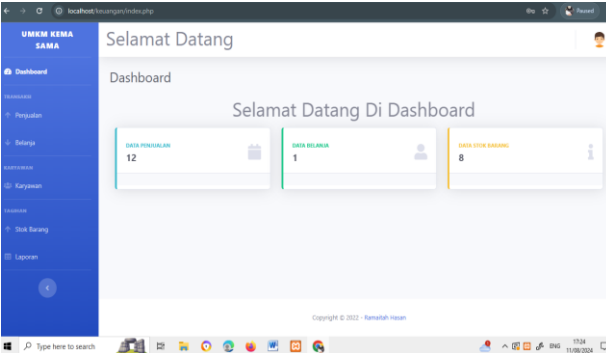 localhost/keuangan/index.php
Paused
UMKM KEMA
SAMA
Selamat Datang
Dashboard
Dashboard
Selamat Datang Di Dashboard
TRANSAKSI
Penjualan
Belanja
DATA PENJUALAN
12
DATA BELANJA
1
DATA STOK BARANG
8
KARYAWAN
Karyawan
Stok Barang
Laporan
Copyright © 2022 - Ramadah Hasan
Type here to search
ENG
17:24
11/08/2024